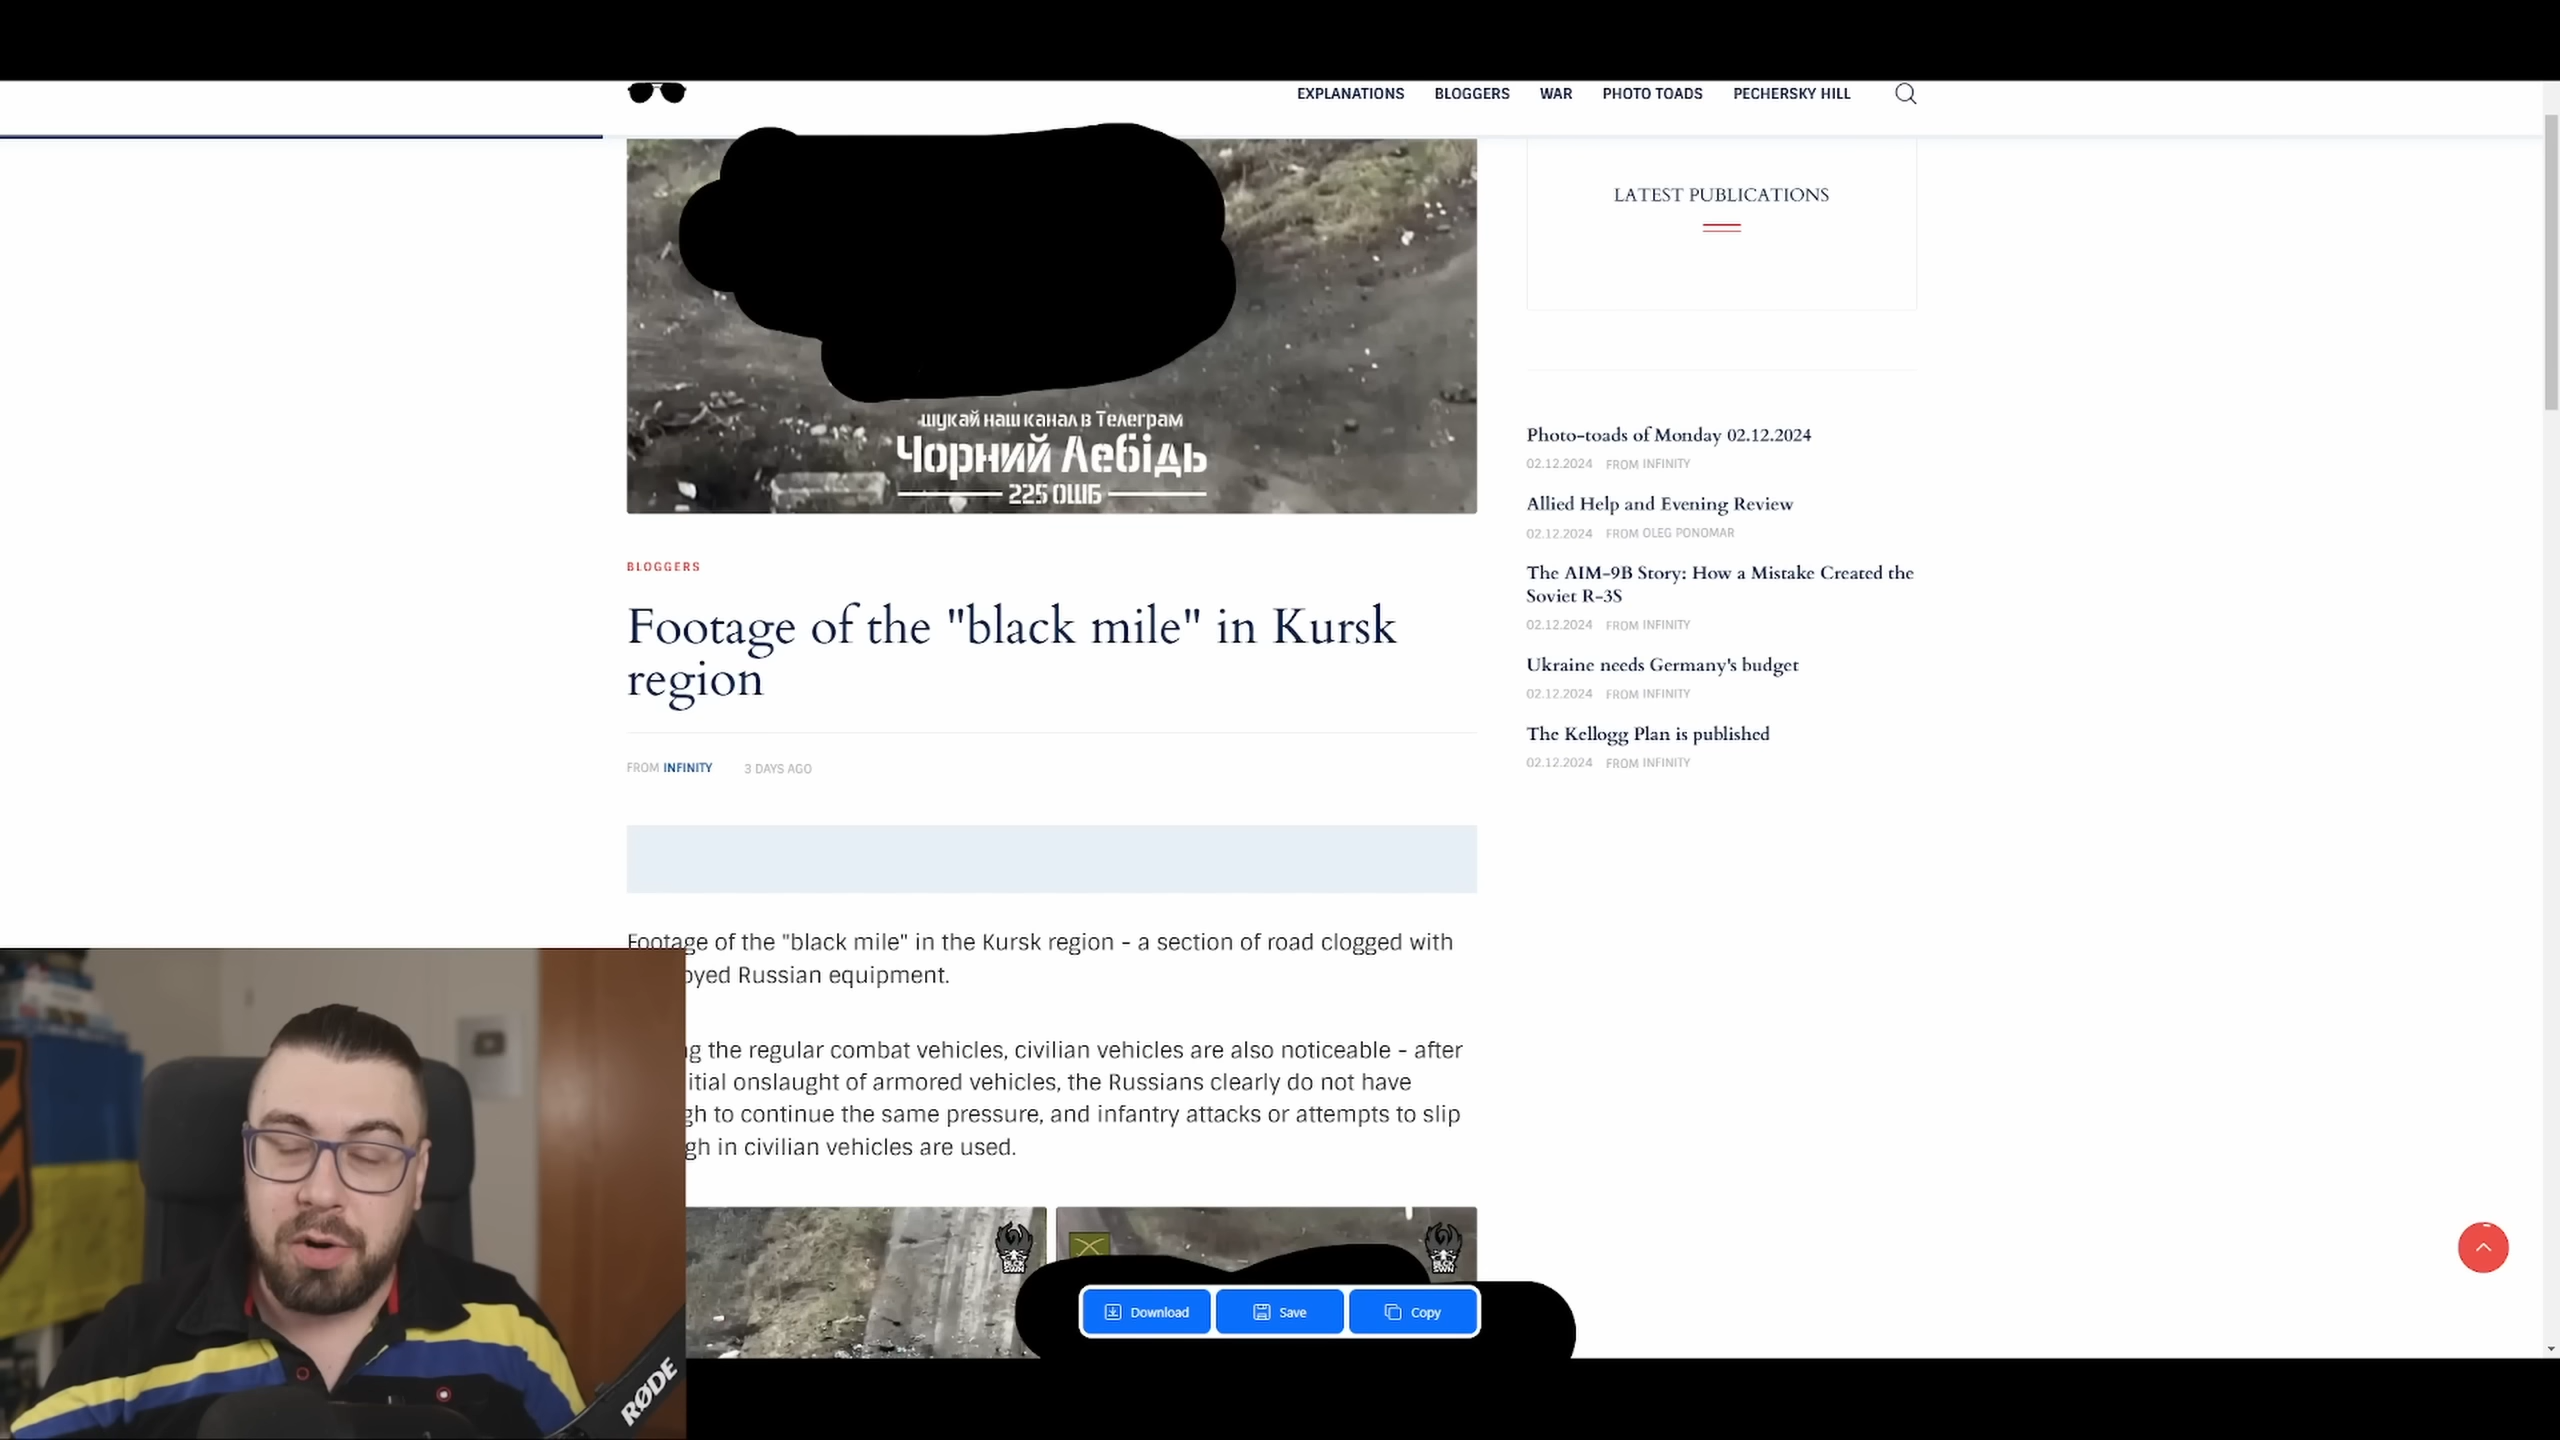 EXPLANATIONS BLOGGERS WAR PHOTO TOADS PECHERSKY HILL
шукай наш канал в Телеграм
Чорний Лебідь
225 ОШБ
BLOGGERS
Footage of the "black mile" in Kursk
region
FROM INFINITY 3 DAYS AGO
Footage of the "black mile" in the Kursk region - a section of road clogged with
oyed Russian equipment.
g the regular combat vehicles, civilian vehicles are also noticeable - after
itial onslaught of armored vehicles, the Russians clearly do not have
gh to continue the same pressure, and infantry attacks or attempts to slip
gh in civilian vehicles are used.
BLCK
SWN
BLCK
SWN
Download Save Copy
LATEST PUBLICATIONS
Photo-toads of Monday 02.12.2024
02.12.2024 FROM INFINITY
Allied Help and Evening Review
02.12.2024 FROM OLEG PONOMAR
The AIM-9B Story: How a Mistake Created the
Soviet R-3S
02.12.2024 FROM INFINITY
Ukraine needs Germany's budget
02.12.2024 FROM INFINITY
The Kellogg Plan is published
02.12.2024 FROM INFINITY
RØDE